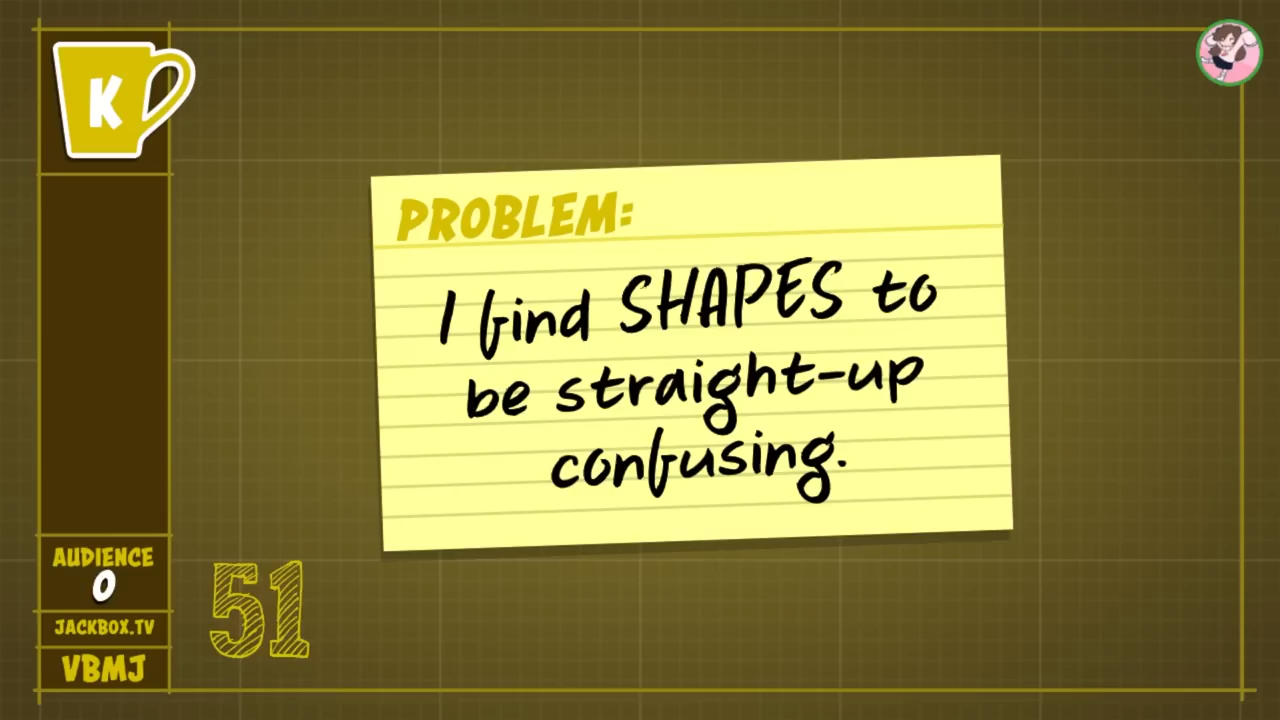 K
PROBLEM:
I find SHAPES to
be straight-up
confusing.
AUDIENCE
0
JACKBOX.TV
VBMJ
51